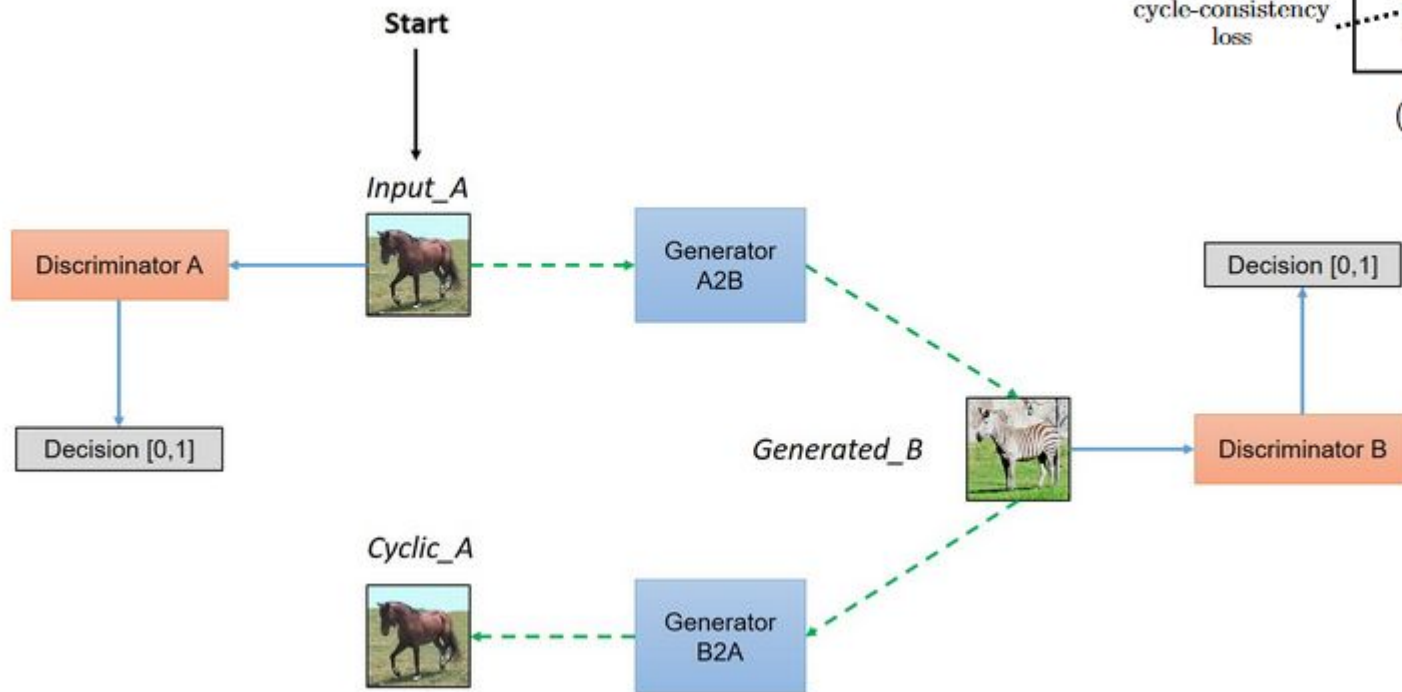 cycle-consistency
loss
(
Start
Input_A
Discriminator A
Generator
A2B
Decision [0,1]
Decision [0,1]
Generated_B
Discriminator B
Cyclic_A
Generator
B2A